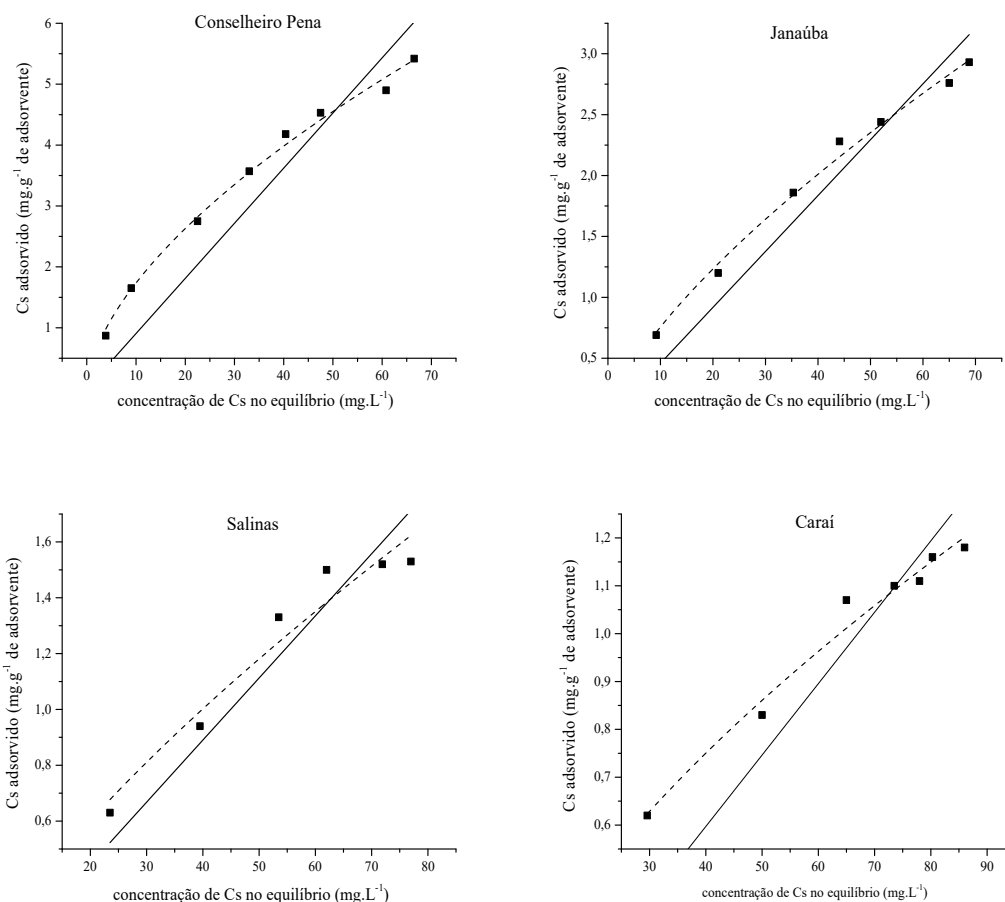 Conselheiro Pena
6
5
4
3
2
1
0 10 20 30 40 50 60 70
Cs adsorvido (mg.g-1 de adsorvente)
concentração de Cs no equilíbrio (mg.L-1)
Janaúba
3,0
2,5
2,0
1,5
1,0
0,5
0 10 20 30 40 50 60 70
Cs adsorvido (mg.g-1 de adsorvente)
concentração de Cs no equilíbrio (mg.L-1)
Salinas
1,6
1,4
1,2
1,0
0,8
0,6
20 30 40 50 60 70 80
Cs adsorvido (mg.g-1 de adsorvente)
concentração de Cs no equilíbrio (mg.L-1)
Caraí
1,2
1,1
1,0
0,9
0,8
0,7
0,6
30 40 50 60 70 80 90
Cs adsorvido (mg.g-1 de adsorvente)
concentração de Cs no equilíbrio (mg.L-1)